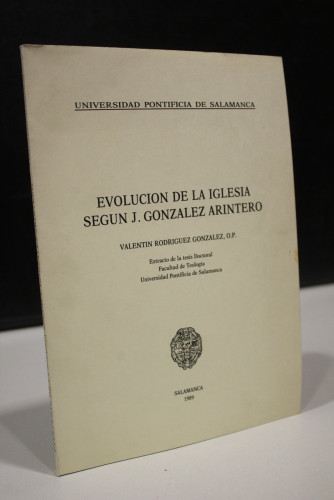 UNIVERSIDAD PONTIFICIA DE SALAMANCA
EVOLUCION DE LA IGLESIA
SEGUN J. GONZALEZ ARINTERO
VALENTIN RODRIGUEZ GONZALEZ, O.P.
Extracto de la tesis Doctoral
Facultad de Teología
Universidad Pontificia de Salamanca
SALAMANCA
1989